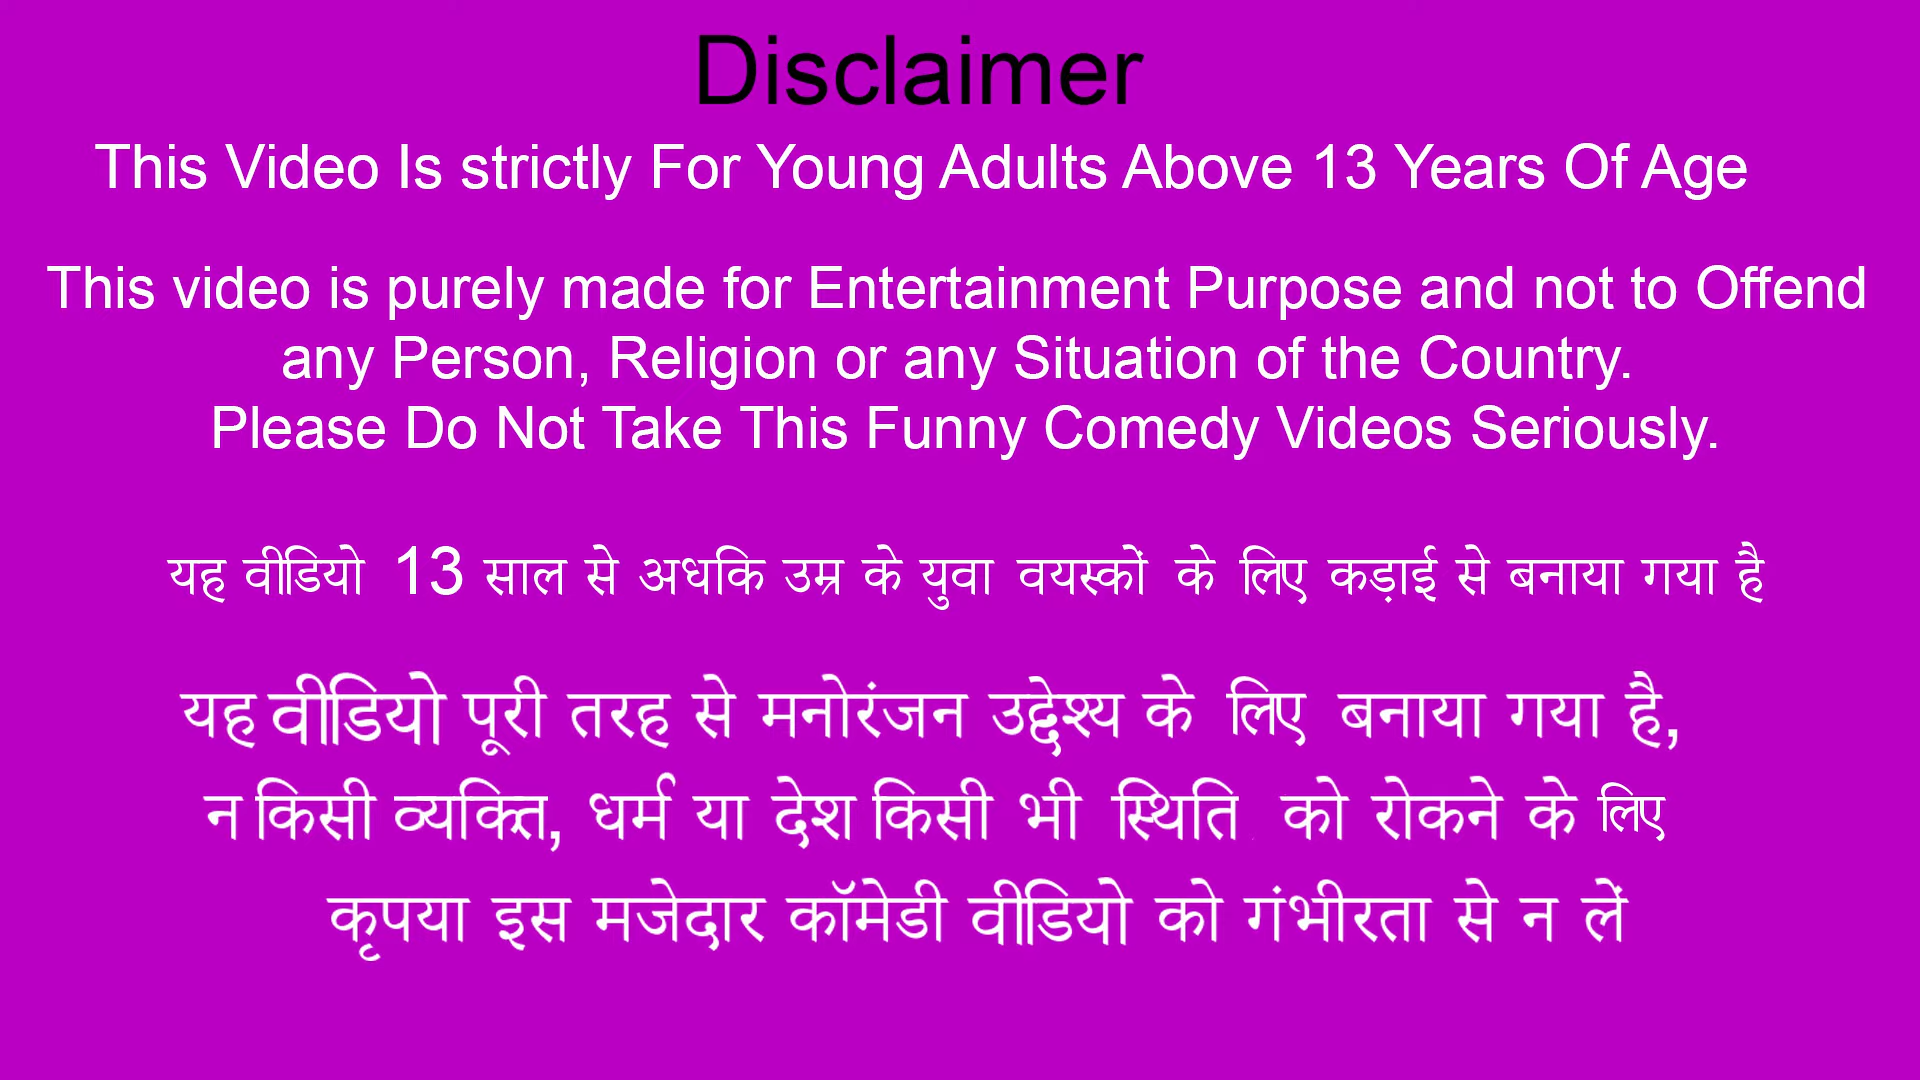 Disclaimer
This Video Is strictly For Young Adults Above 13 Years Of Age
This video is purely made for Entertainment Purpose and not to Offend
any Person, Religion or any Situation of the Country.
Please Do Not Take This Funny Comedy Videos Seriously.
यह वीडियो 13 साल से अधकि उम्र के युवा वयस्कों के लिए कड़ाई से बनाया गया है
यह वीडियो पूरी तरह से मनोरंजन उद्देश्य के लिए बनाया गया है,
न किसी व्यक्ति, धर्म या देश किसी भी स्थिति को रोकने के लिए
कृपया इस मजेदार कॉमेडी वीडियो को गंभीरता से न लें